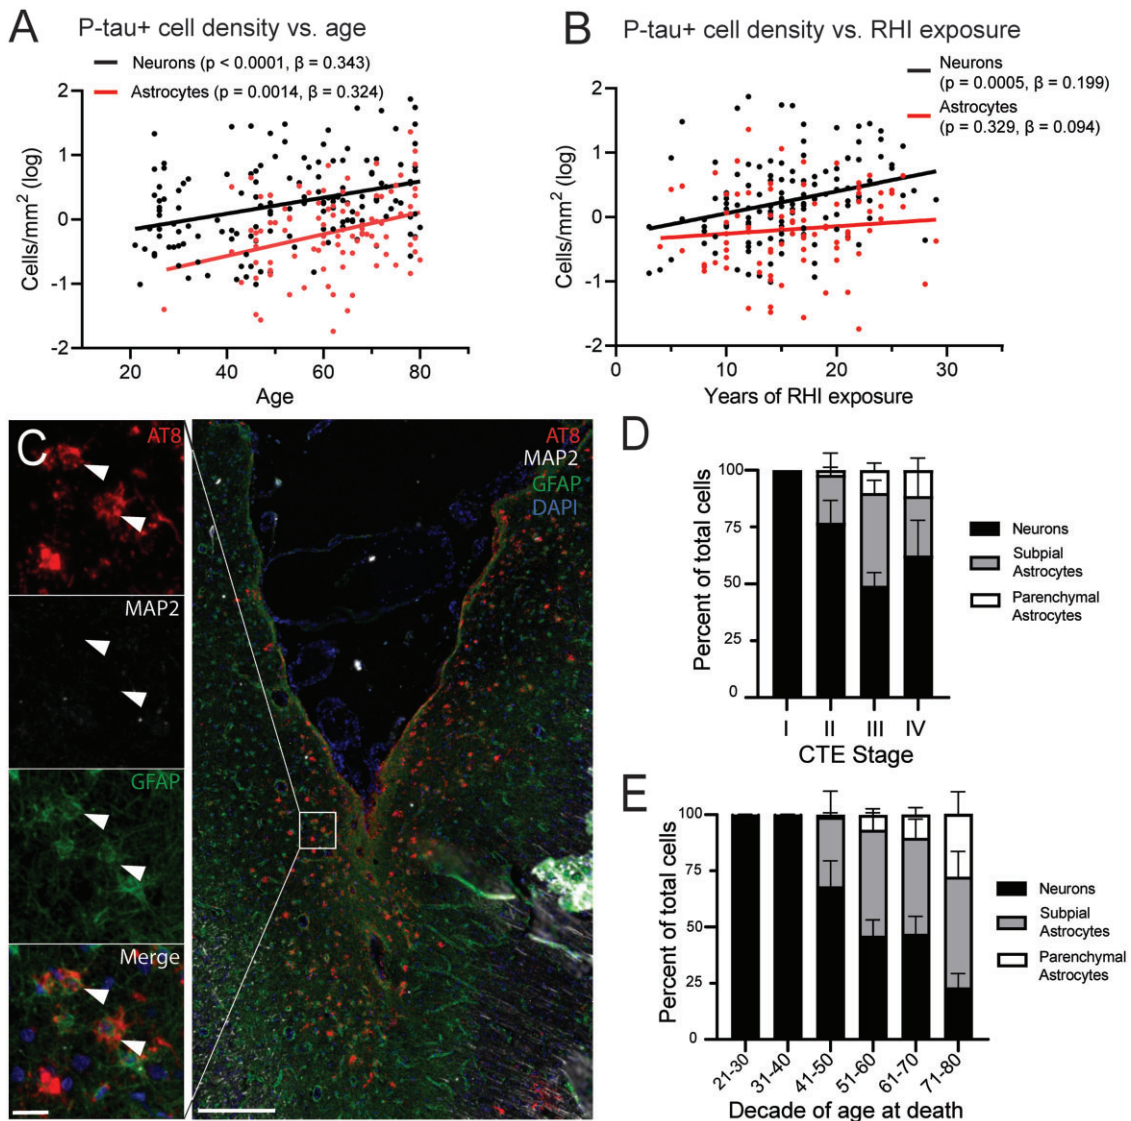 A
P-tau+ cell density vs. age
Neurons (p < 0.0001, β = 0.343)
Astrocytes (p = 0.0014, β = 0.324)
Cells/mm² (log)
2
1
0
-1
-2
20
40
60
80
Age
B
P-tau+ cell density vs. RHI exposure
Neurons
(p = 0.0005, β = 0.199)
Astrocytes
(p = 0.329, β = 0.094)
Cells/mm² (log)
2
1
0
-1
-2
0
10
20
30
Years of RHI exposure
C
AT8
MAP2
GFAP
Merge
AT8
MAP2
GFAP
DAPI
D
Percent of total cells
100
75
50
25
0
I
II
III
IV
CTE Stage
Neurons
Subpial
Astrocytes
Parenchymal
Astrocytes
E
Percent of total cells
100
75
50
25
0
21-30
31-40
41-50
51-60
61-70
71-80
Decade of age at death
Neurons
Subpial
Astrocytes
Parenchymal
Astrocytes